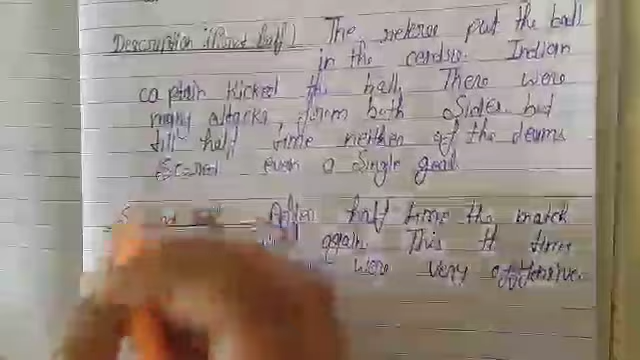 Description (First half) The referee put the ball
in the centre. Indian
captain kicked the ball. There were
many attacks, form both Sides but
till half time neither of the teams
Scored even a Single goal
After half time the match
again. This time
were very offensive.